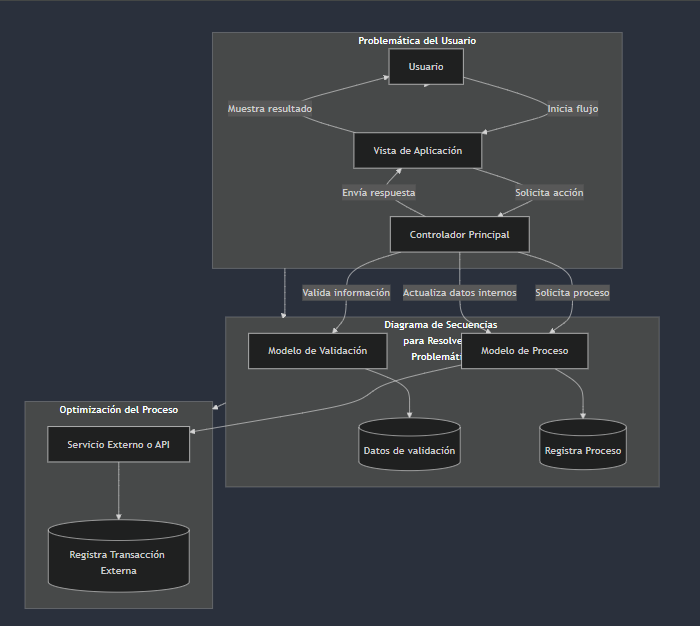 Problemática del Usuario
Usuario
Muestra resultado
Inicia flujo
Vista de Aplicación
Envía respuesta
Solicita acción
Controlador Principal
Valida información
Actualiza datos internos
Solicita proceso
Diagrama de Secuencias
para Resolve
Problemáti
Modelo de Validación
Modelo de Proceso
Optimización del Proceso
Servicio Externo o API
Datos de validación
Registra Proceso
Registra Transacción
Externa